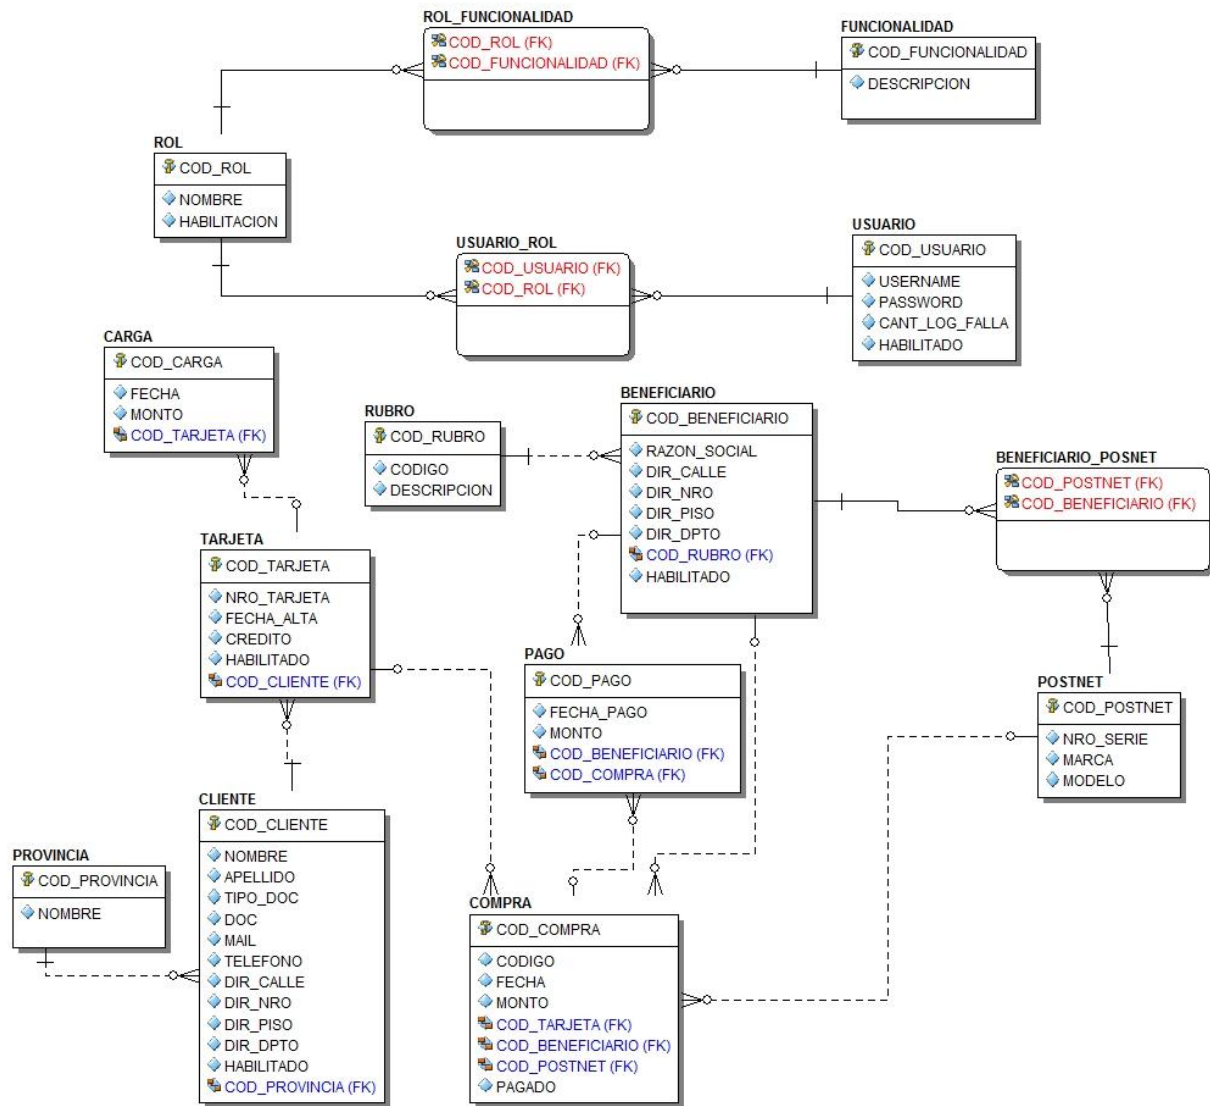 ROL_FUNCIONALIDAD
COD_ROL (FK)
COD_FUNCIONALIDAD (FK)
FUNCIONALIDAD
COD_FUNCIONALIDAD
DESCRIPCION
ROL
COD_ROL
NOMBRE
HABILITACION
USUARIO_ROL
COD_USUARIO (FK)
COD_ROL (FK)
USUARIO
COD_USUARIO
USERNAME
PASSWORD
CANT_LOG_FALLA
HABILITADO
CARGA
COD_CARGA
FECHA
MONTO
COD_TARJETA (FK)
RUBRO
COD_RUBRO
CODIGO
DESCRIPCION
BENEFICIARIO
COD_BENEFICIARIO
RAZON_SOCIAL
DIR_CALLE
DIR_NRO
DIR_PISO
DIR_DPTO
COD_RUBRO (FK)
HABILITADO
BENEFICIARIO_POSNET
COD_POSTNET (FK)
COD_BENEFICIARIO (FK)
TARJETA
COD_TARJETA
NRO_TARJETA
FECHA_ALTA
CREDITO
HABILITADO
COD_CLIENTE (FK)
PAGO
COD_PAGO
FECHA_PAGO
MONTO
COD_BENEFICIARIO (FK)
COD_COMPRA (FK)
POSTNET
COD_POSTNET
NRO_SERIE
MARCA
MODELO
CLIENTE
COD_CLIENTE
NOMBRE
APELLIDO
TIPO_DOC
DOC
MAIL
TELEFONO
DIR_CALLE
DIR_NRO
DIR_PISO
DIR_DPTO
HABILITADO
COD_PROVINCIA (FK)
PROVINCIA
COD_PROVINCIA
NOMBRE
COMPRA
COD_COMPRA
CODIGO
FECHA
MONTO
COD_TARJETA (FK)
COD_BENEFICIARIO (FK)
COD_POSTNET (FK)
PAGADO